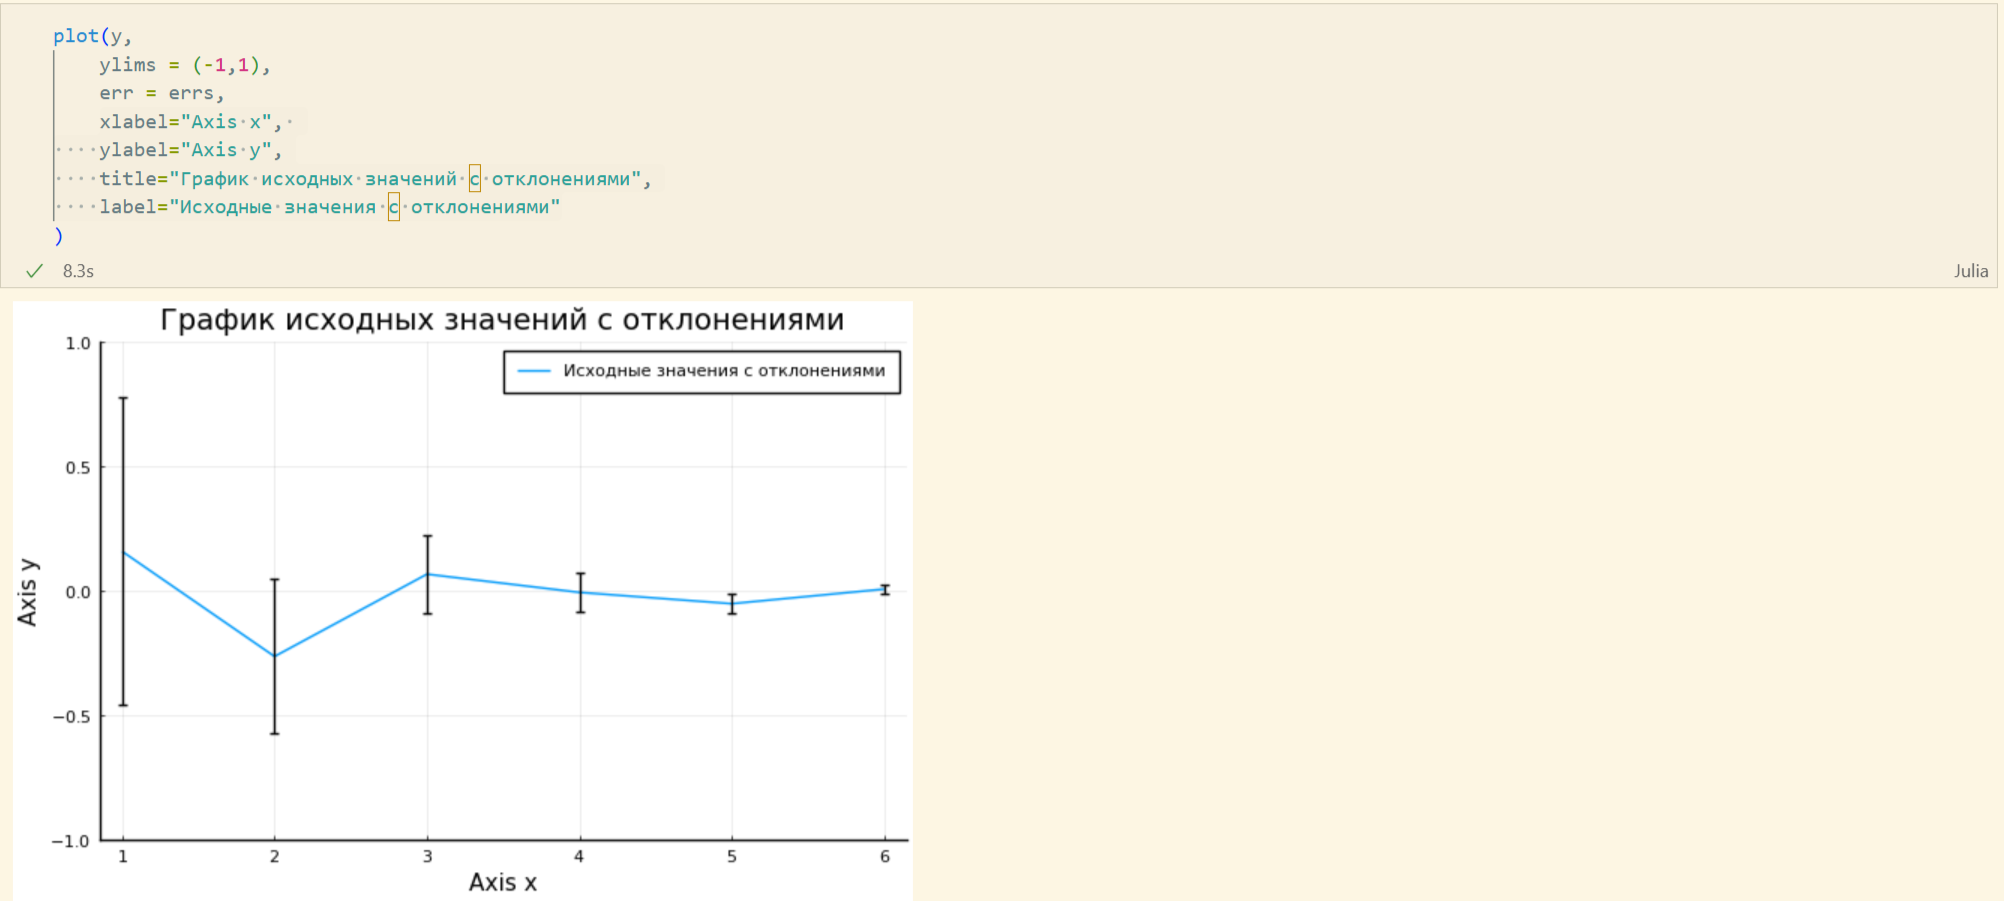 plot(y,
ylims = (-1,1),
err = errs,
xlabel="Axis·x",·
····ylabel="Axis·y",
····title="График·исходных·значений·с·отклонениями",
····label="Исходные·значения·с·отклонениями"
)
8.3s
Julia
График исходных значений с отклонениями
Исходные значения с отклонениями
1.0
0.5
0.0
−0.5
−1.0
Axis y
1 2 3 4 5 6
Axis x